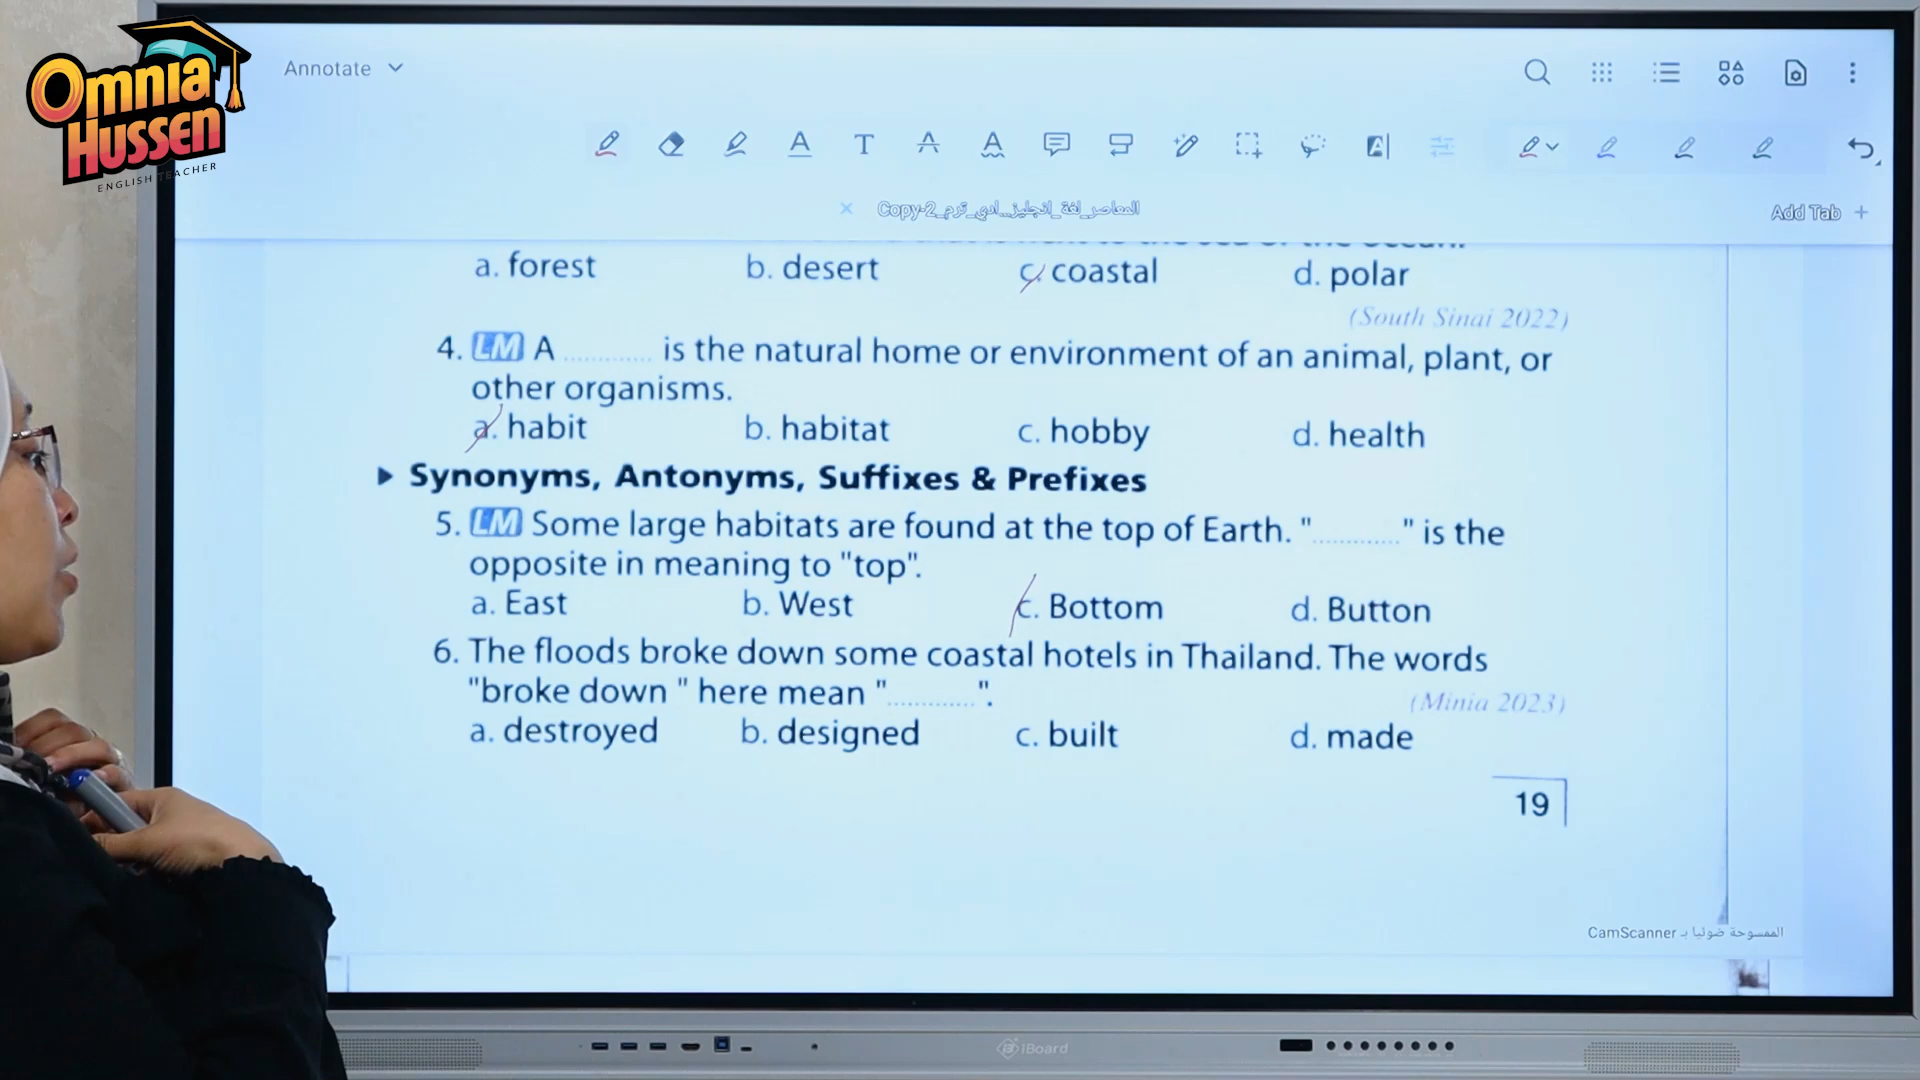 Omnia
Hussen
ENGLISH TEACHER
Annotate
Copy-2_المعاصر_لغة_انجليز...ادي_ترم
Add Tab +
a. forest b. desert c. coastal d. polar
(South Sinai 2022)
4. LM A ............ is the natural home or environment of an animal, plant, or
other organisms.
a. habit b. habitat c. hobby d. health
Synonyms, Antonyms, Suffixes & Prefixes
5. LM Some large habitats are found at the top of Earth. "............" is the
opposite in meaning to "top".
a. East b. West c. Bottom d. Button
6. The floods broke down some coastal hotels in Thailand. The words
"broke down " here mean "............".
(Minia 2023)
a. destroyed b. designed c. built d. made
19
الممسوحة ضوئيا بـ CamScanner
iBoard